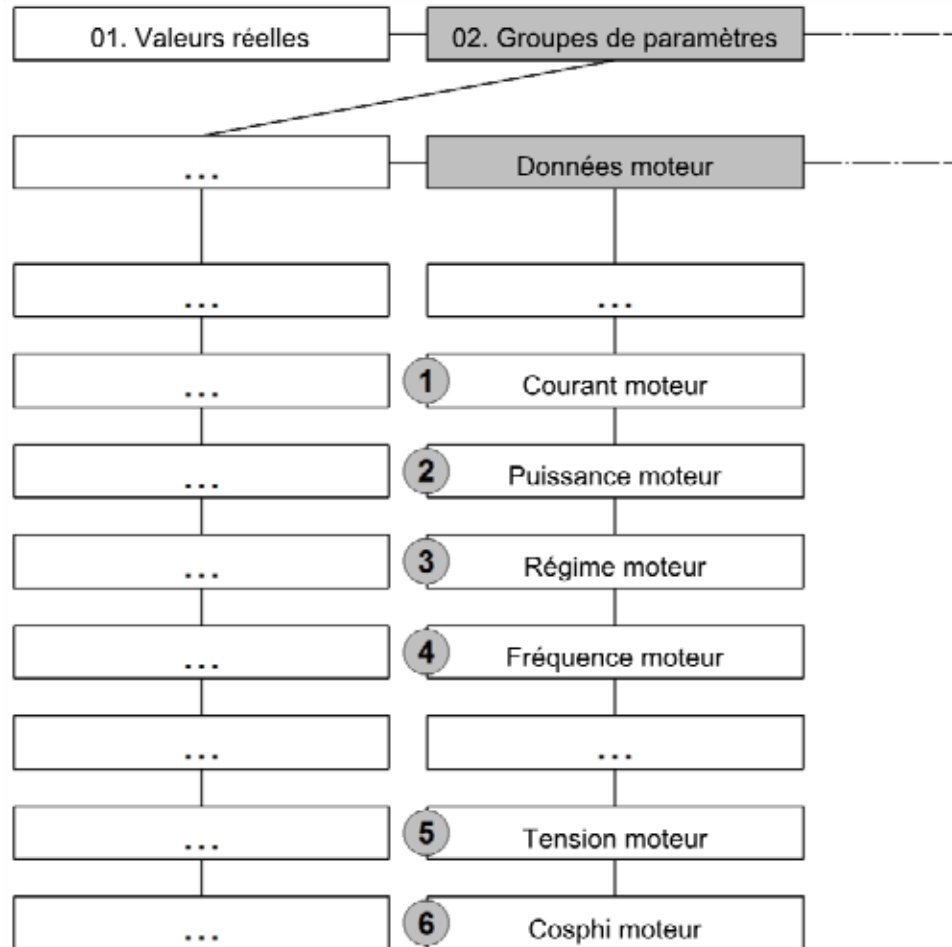 01. Valeurs réelles 02. Groupes de paramètres
... Données moteur
... ...
... 1 Courant moteur
... 2 Puissance moteur
... 3 Régime moteur
... 4 Fréquence moteur
... ...
... 5 Tension moteur
... 6 Cosphi moteur